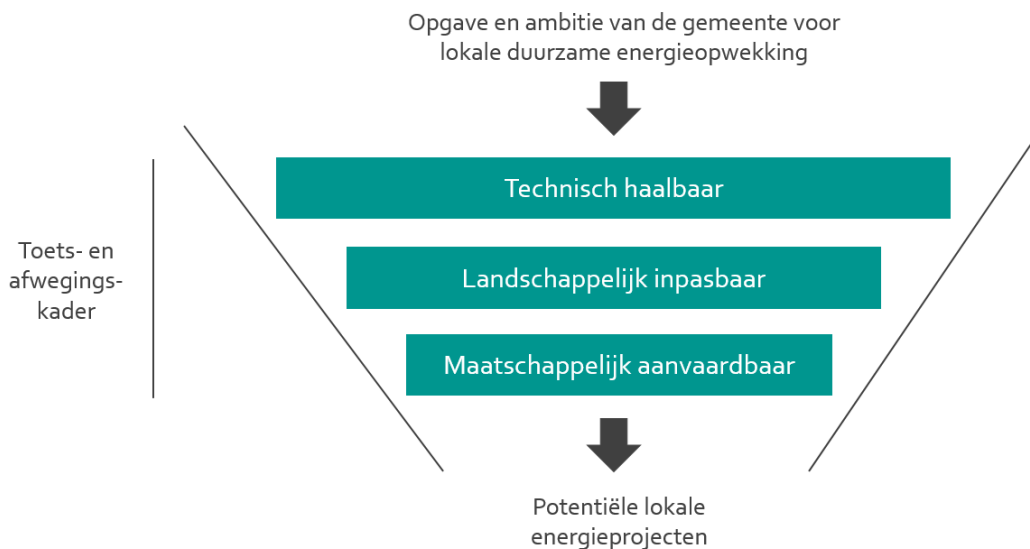 Opgave en ambitie van de gemeente voor
lokale duurzame energieopwekking
Technisch haalbaar
Toets- en
afwegings-
kader
Landschappelijk inpasbaar
Maatschappelijk aanvaardbaar
Potentiële lokale
energieprojecten